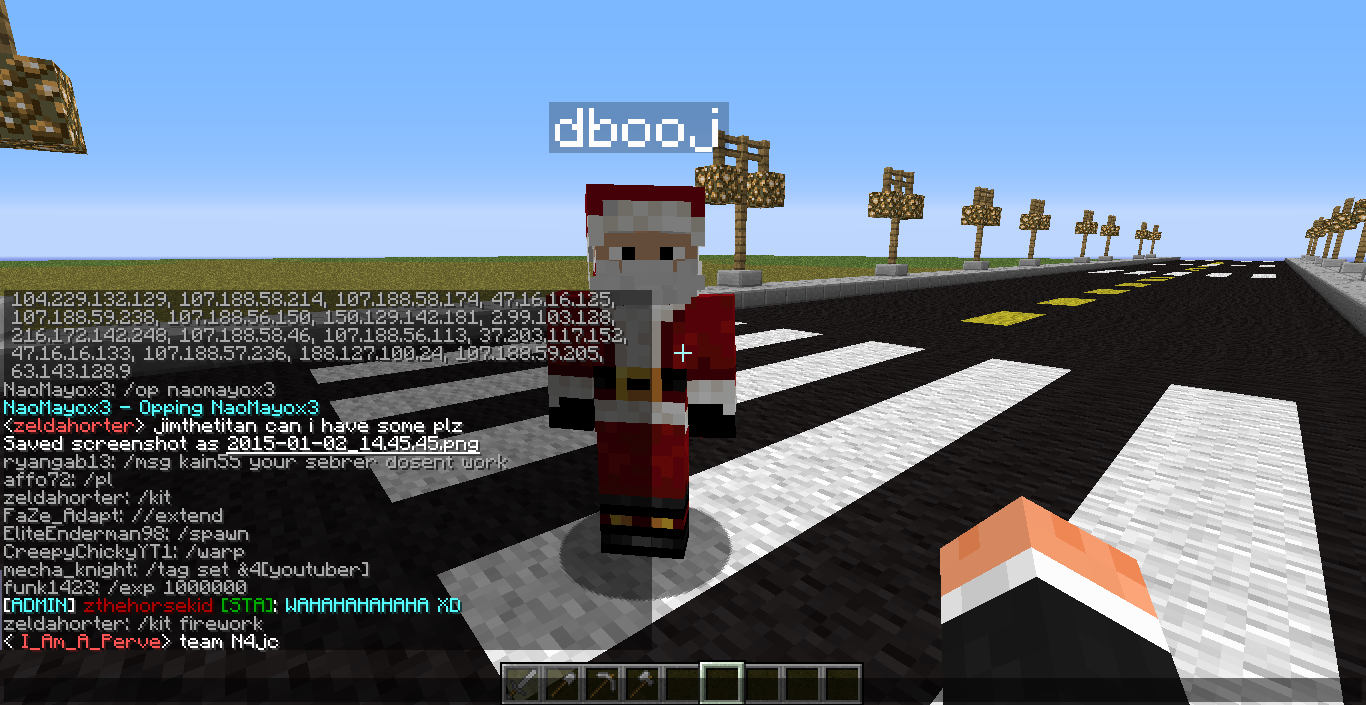 dbooj
104.229.132.129, 107.188.58.214, 107.188.58.174, 47.16.16.125,
107.188.59.238, 107.188.56.150, 150.129.142.181, 2.99.103.128,
216.172.142.248, 107.188.58.46, 107.188.56.113, 37.203.117.152,
47.16.16.133, 107.188.57.236, 188.127.100.24, 107.188.59.205,
63.143.128.9
NaoMayox3: /op naomayox3
NaoMayox3 - Opping NaoMayox3
<zeldahorter> jimthetitan can i have some plz
Saved screenshot as 2015-01-02_14.45.45.png
ryangab13: /msg kain55 your sebrer dosent work
affo72: /pl
zeldahorter: /kit
FaZe_Adapt: //extend
EliteEnderman98: /spawn
CreepyChickyYT1: /warp
mecha_knight: /tag set &4[youtuber]
funk1423: /exp 1000000
[ADMIN] zthehorsekid [STA]: WAHAHAHAHAHA XD
zeldahorter: /kit firework
< I_Am_A_Perve> team N4jc